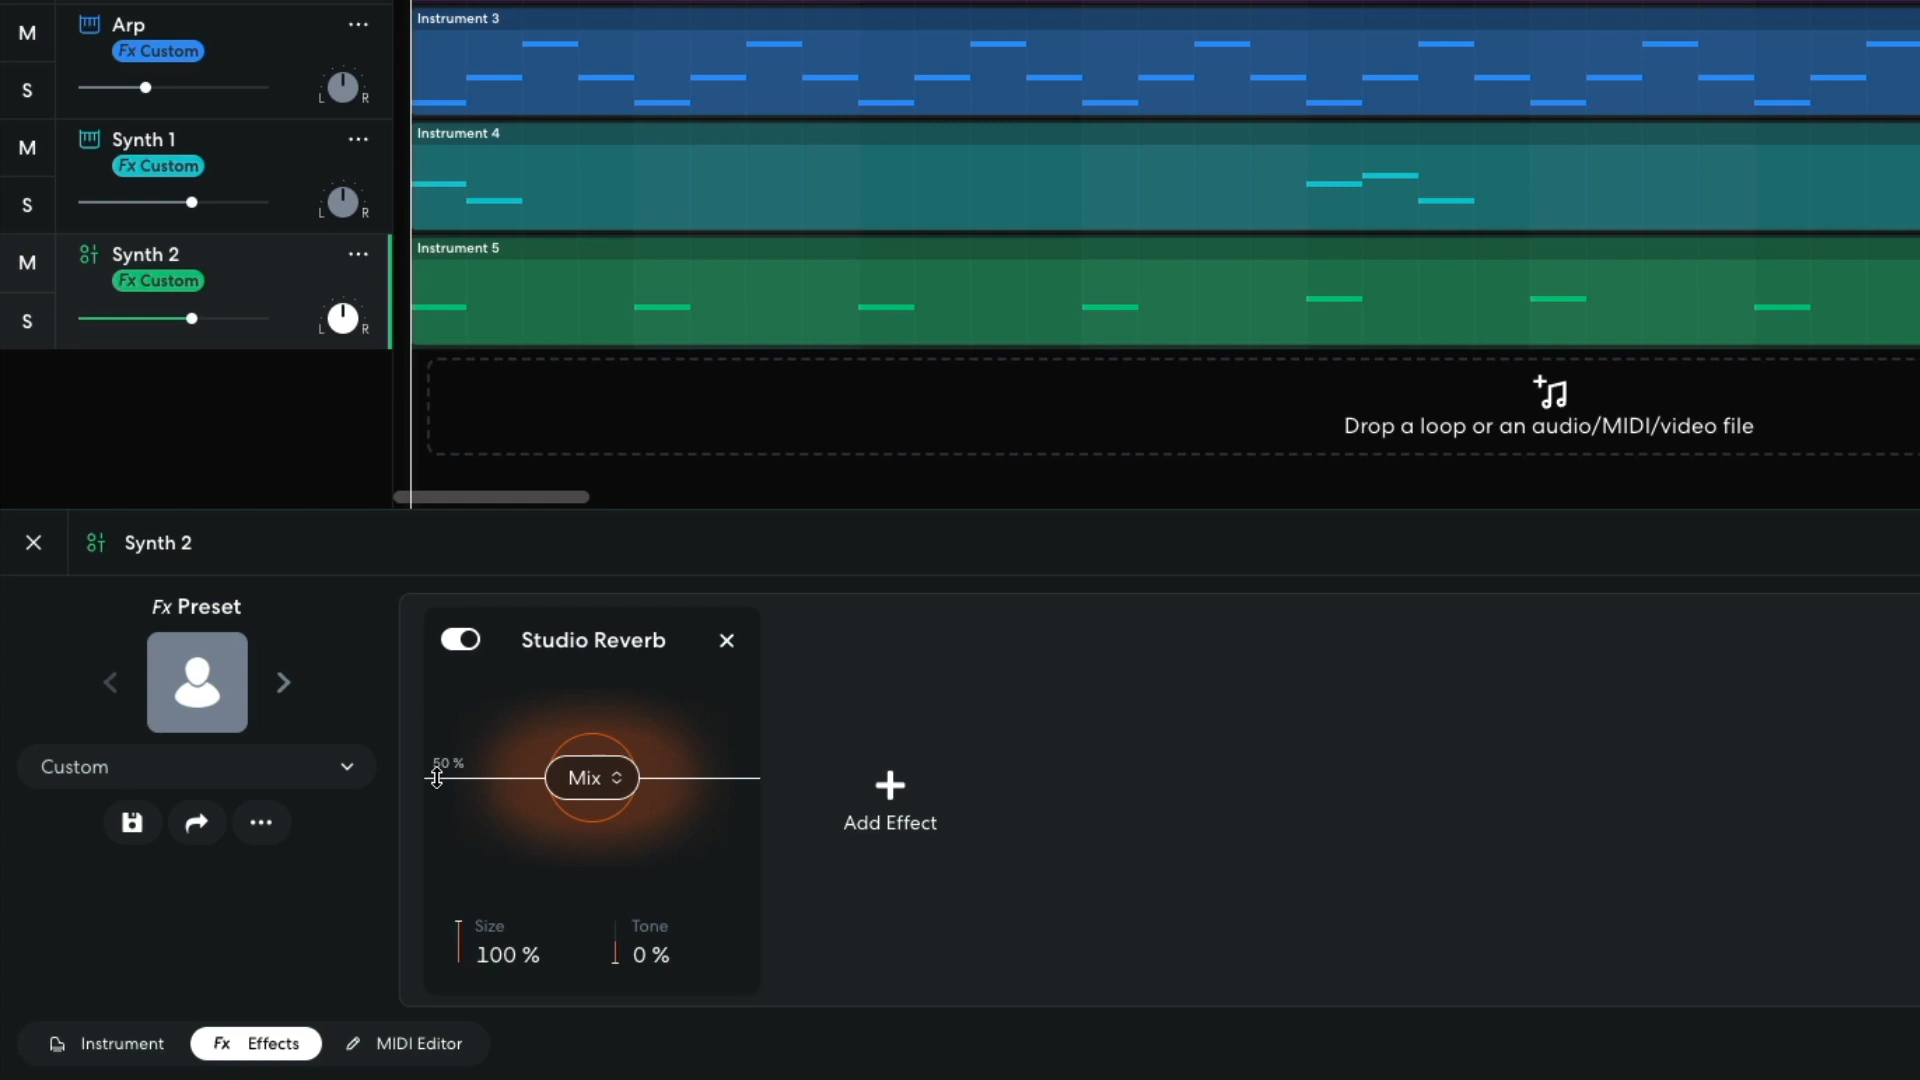 M
Arp
...
Fx Custom
S
L R
Instrument 3
M
Synth 1
...
Fx Custom
S
L R
Instrument 4
M
Synth 2
...
Fx Custom
S
L R
Instrument 5
Drop a loop or an audio/MIDI/video file
Synth 2
Fx Preset
Custom
...
Studio Reverb
50 %
Mix
Size
100 %
Tone
0 %
Add Effect
Instrument
Fx Effects
MIDI Editor